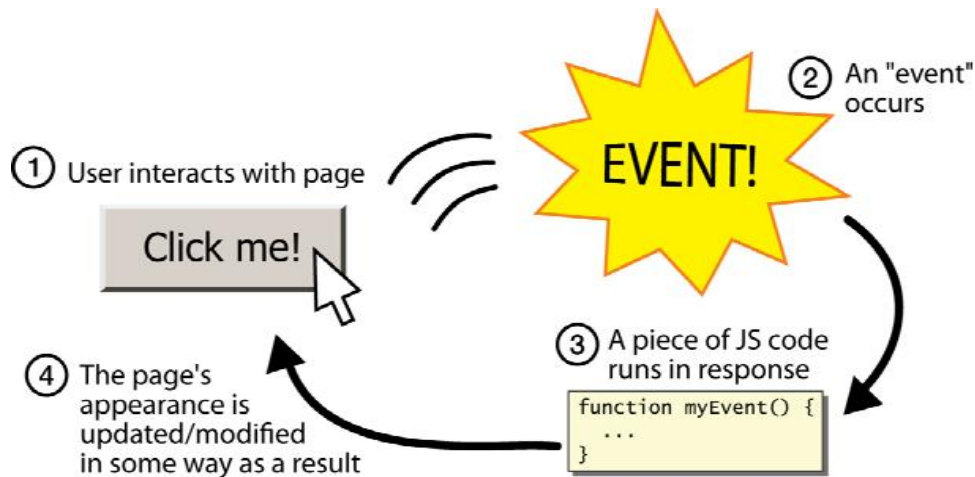 1 User interacts with page
Click me!
EVENT!
2 An "event"
occurs
3 A piece of JS code
runs in response
function myEvent() {
...
}
4 The page's
appearance is
updated/modified
in some way as a result